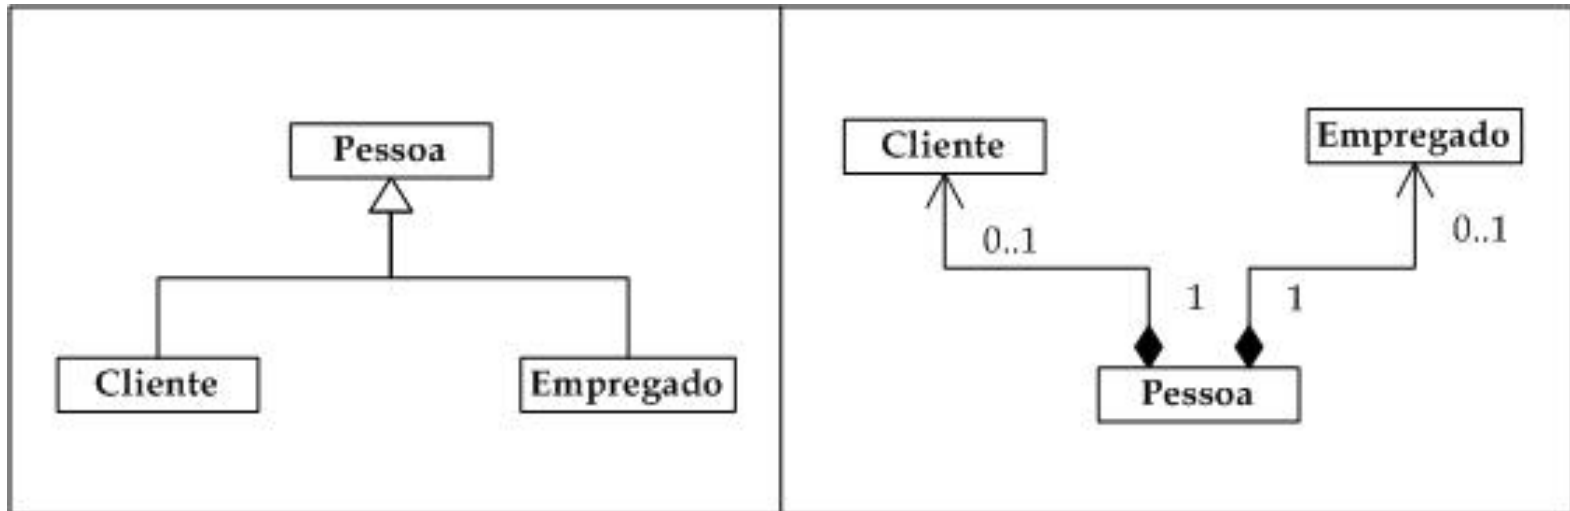 Pessoa
Cliente
Empregado
Cliente
Empregado
0..1
0..1
1
1
Pessoa